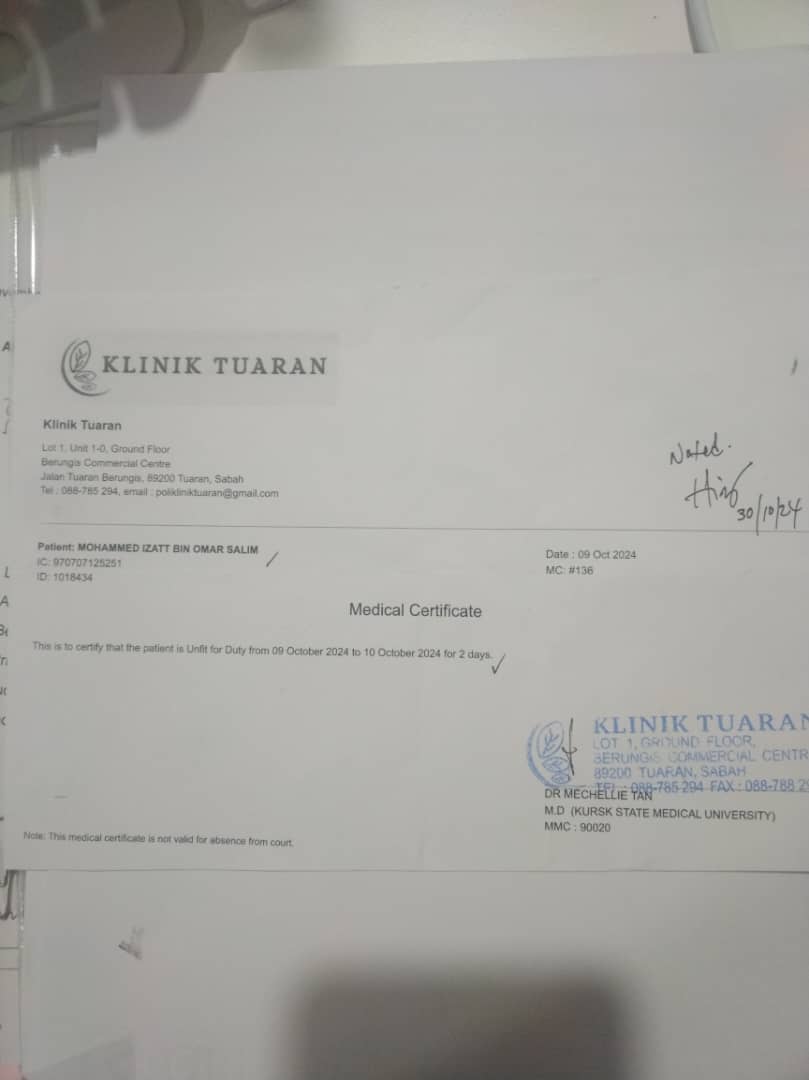 KLINIK TUARAN
Klinik Tuaran
Lot 1, Unit 1-0, Ground Floor
Berungis Commercial Centre
Jalan Tuaran Berungis, 89200 Tuaran, Sabah
Tel : 088-785 294, email : polikliniktuaran@gmail.com
Noted.
30/10/24
Patient: MOHAMMED IZATT BIN OMAR SALIM
IC: 970707125251
ID: 1018434
Date : 09 Oct 2024
MC: #136
Medical Certificate
This is to certify that the patient is Unfit for Duty from 09 October 2024 to 10 October 2024 for 2 days.
KLINIK TUARAN
LOT 1, GROUND FLOOR,
BERUNGIS COMMERCIAL CENTR
89200 TUARAN, SABAH
TEL : 088-785 294 FAX : 088-788 29
DR MECHELLIE TAN
M.D (KURSK STATE MEDICAL UNIVERSITY)
MMC : 90020
Note: This medical certificate is not valid for absence from court.